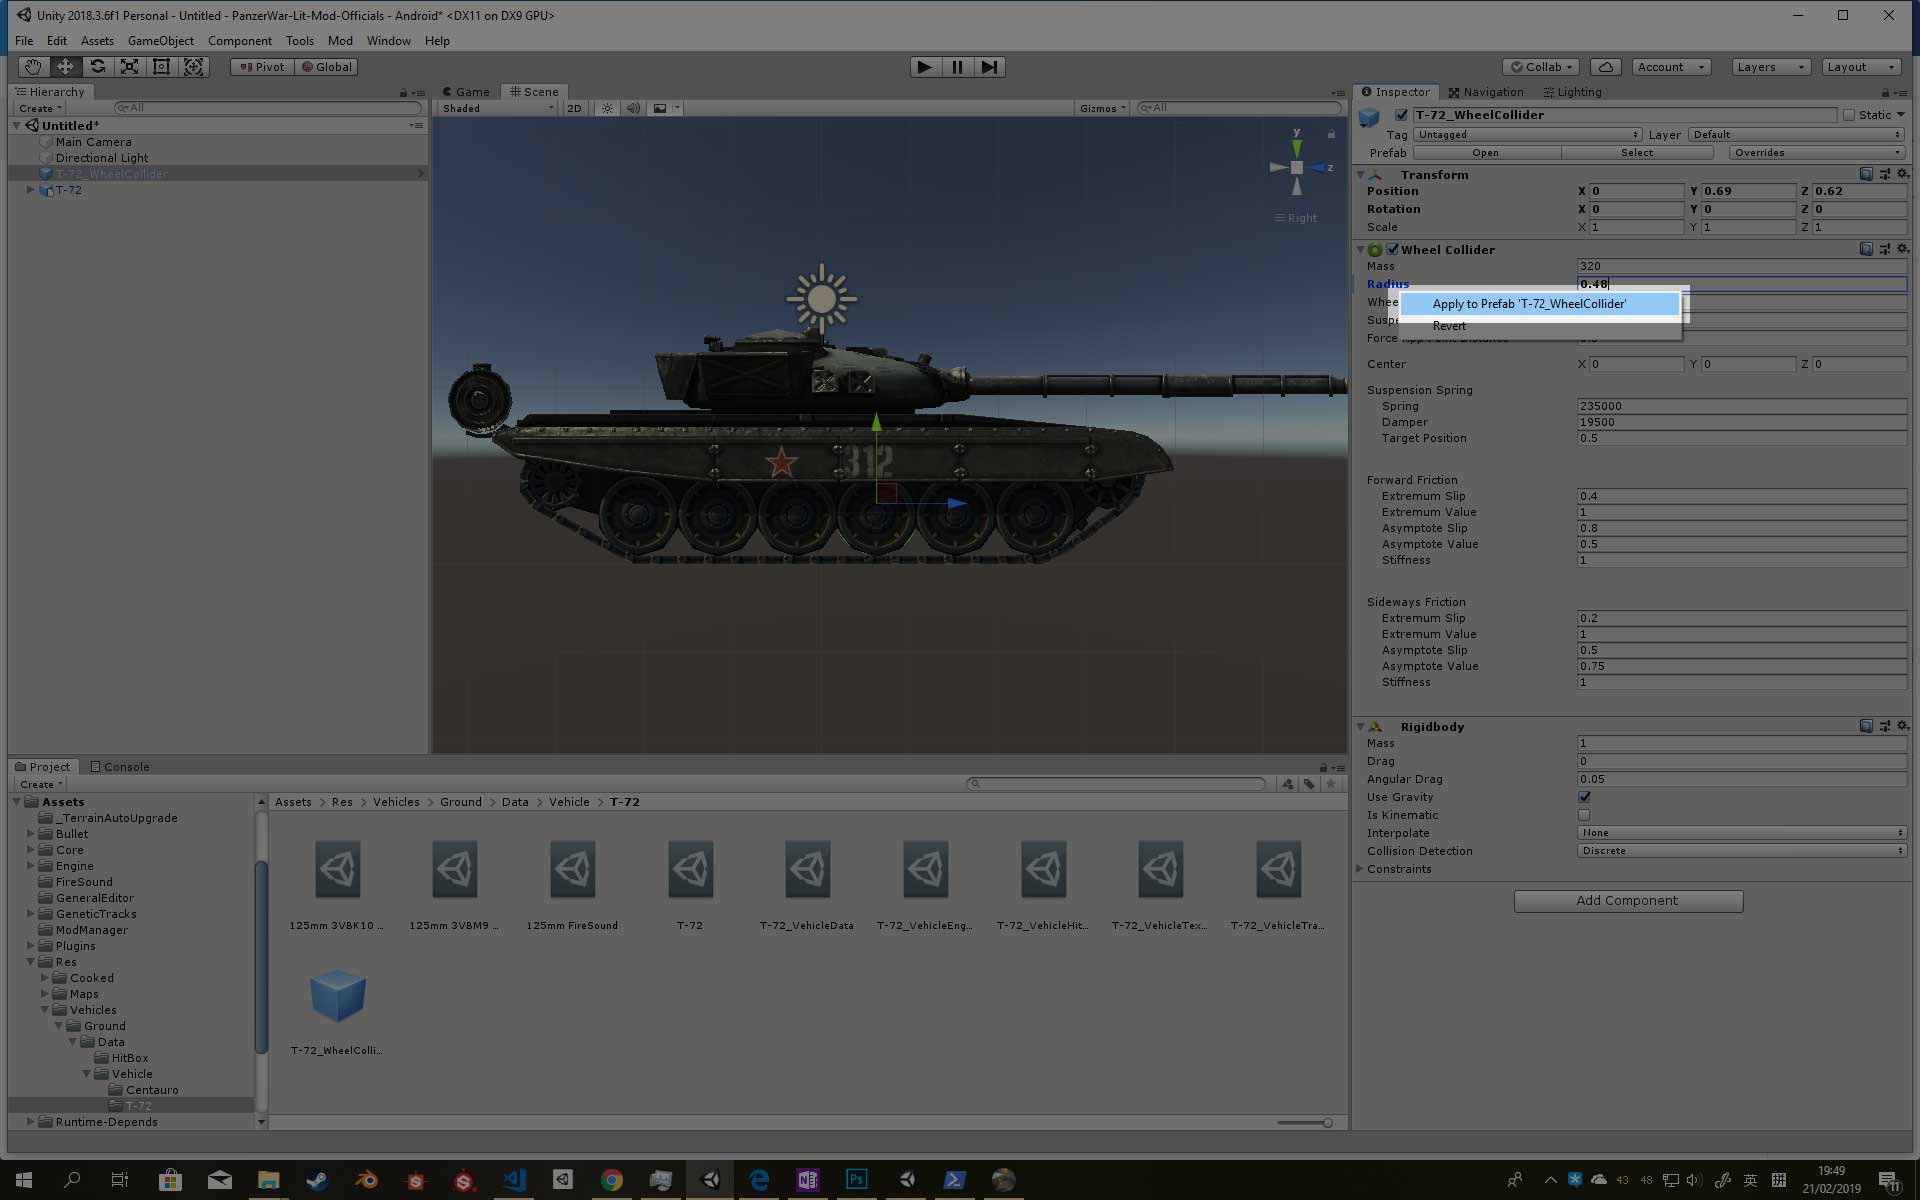 Unity 2018.3.6f1 Personal - Untitled - PanzerWar-Lit-Mod-Officials - Android* <DX11 on DX9 GPU>
File Edit Assets GameObject Component Tools Mod Window Help
Pivot Global
Collab Account Layers Layout
Hierarchy
Create All
Untitled*
Main Camera
Directional Light
T-72_WheelCollider
T-72
Game Scene
Shaded 2D Gizmos All
y
z
Right
312
Inspector Navigation Lighting
T-72_WheelCollider Static
Tag Untagged Layer Default
Prefab Open Select Overrides
Transform
Position X 0 Y 0.69 Z 0.62
Rotation X 0 Y 0 Z 0
Scale X 1 Y 1 Z 1
Wheel Collider
Mass 320
Radius 0.48
Whee
Apply to Prefab 'T-72_WheelCollider'
Susp
Revert
Force App Point Distance
Center X 0 Y 0 Z 0
Suspension Spring
Spring 235000
Damper 19500
Target Position 0.5
Forward Friction
Extremum Slip 0.4
Extremum Value 1
Asymptote Slip 0.8
Asymptote Value 0.5
Stiffness 1
Sideways Friction
Extremum Slip 0.2
Extremum Value 1
Asymptote Slip 0.5
Asymptote Value 0.75
Stiffness 1
Rigidbody
Mass 1
Drag 0
Angular Drag 0.05
Use Gravity
Is Kinematic
Interpolate None
Collision Detection Discrete
Constraints
Add Component
Project Console
Create
Assets
_TerrainAutoUpgrade
Bullet
Core
Engine
FireSound
GeneralEditor
GeneticTracks
ModManager
Plugins
Res
Cooked
Maps
Vehicles
Ground
Data
HitBox
Vehicle
Centauro
T-72
Runtime-Depends
Assets > Res > Vehicles > Ground > Data > Vehicle > T-72
125mm 3VBK10 ... 125mm 3VBM9 ... 125mm FireSound T-72 T-72_VehicleData T-72_VehicleEng... T-72_VehicleHit... T-72_VehicleTex... T-72_VehicleTra...
T-72_WheelColli...
Ps
43 48 英
19:49
21/02/2019
11